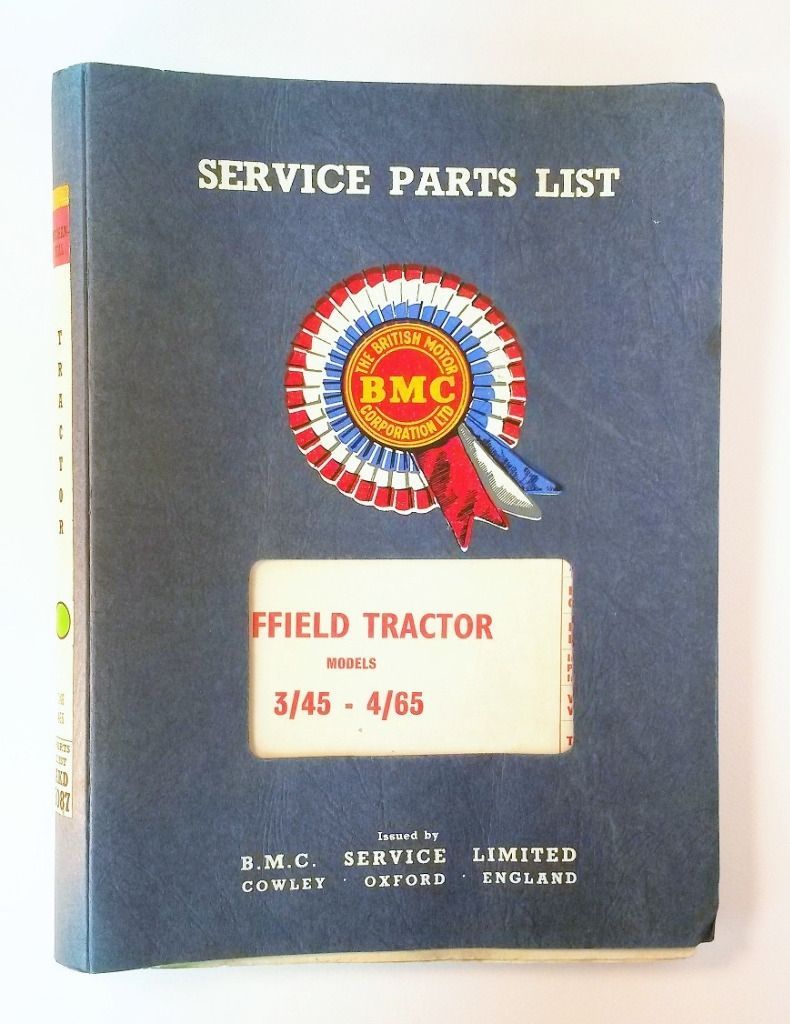 SERVICE PARTS LIST
THE BRITISH MOTOR
BMC
CORPORATION LTD
FFIELD TRACTOR
MODELS
3/45 - 4/65
Issued by
B.M.C. SERVICE LIMITED
COWLEY · OXFORD · ENGLAND
TRACTOR